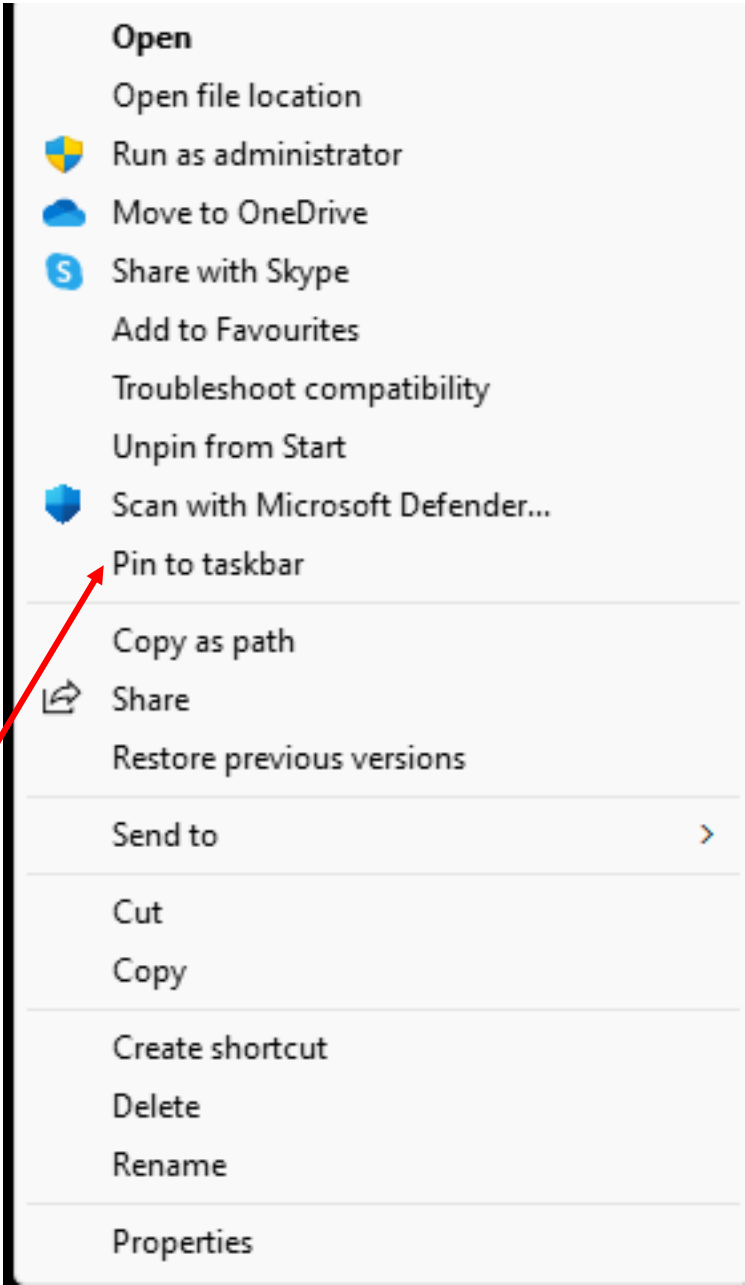 Open
Open file location
Run as administrator
Move to OneDrive
S Share with Skype
Add to Favourites
Troubleshoot compatibility
Unpin from Start
Scan with Microsoft Defender...
Pin to taskbar
Copy as path
Share
Restore previous versions
Send to
Cut
Copy
Create shortcut
Delete
Rename
Properties